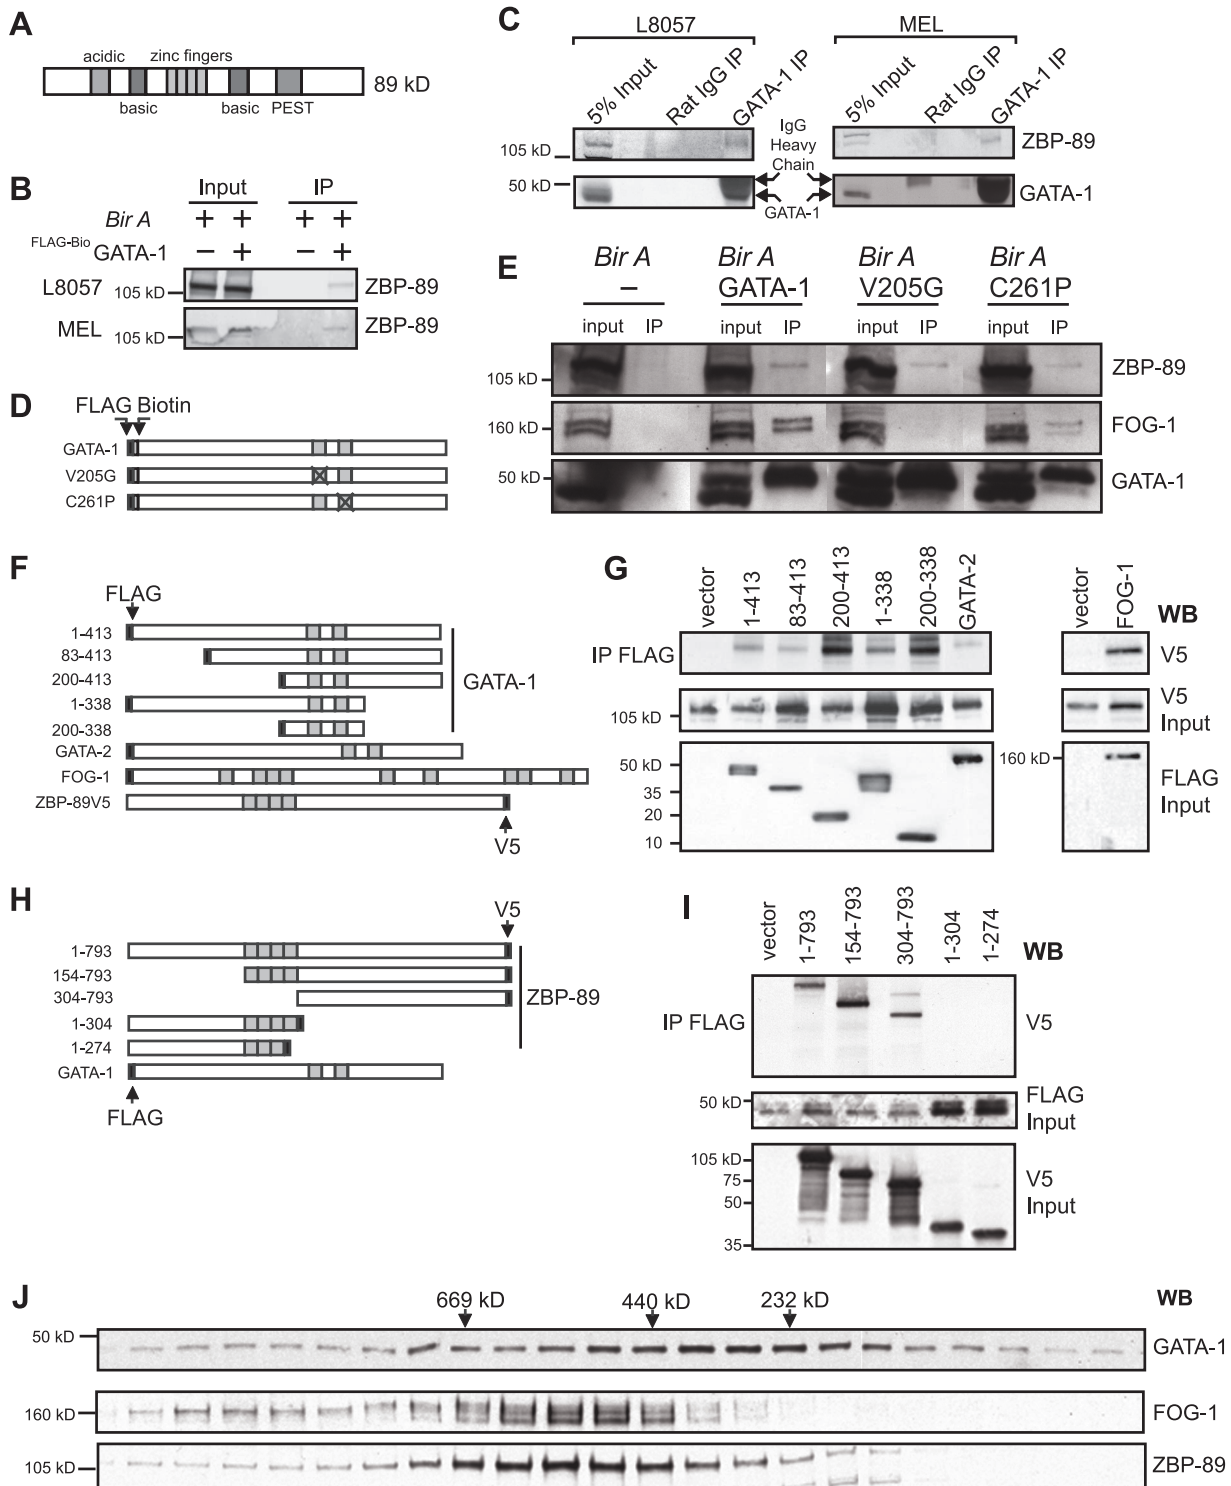 A
acidic
zinc fingers
89 kD
basic
basic
PEST
B
Input
IP
Bir A
+
+
+
+
FLAG-Bio GATA-1
−
+
−
+
L8057
105 kD
ZBP-89
MEL
105 kD
ZBP-89
C
L8057
MEL
5% Input
Rat IgG IP
GATA-1 IP
5% Input
Rat IgG IP
GATA-1 IP
105 kD
IgG
Heavy
Chain
ZBP-89
50 kD
GATA-1
GATA-1
D
FLAG Biotin
GATA-1
V205G
C261P
E
Bir A
Bir A
Bir A
Bir A
−
GATA-1
V205G
C261P
input IP
input IP
input IP
input IP
105 kD
ZBP-89
160 kD
FOG-1
50 kD
GATA-1
F
FLAG
1-413
83-413
200-413
1-338
200-338
GATA-1
GATA-2
FOG-1
ZBP-89V5
V5
G
vector
1-413
83-413
200-413
1-338
200-338
GATA-2
vector
FOG-1
WB
IP FLAG
V5
105 kD
V5
Input
50 kD
35
20
10
160 kD
FLAG
Input
H
V5
1-793
154-793
304-793
ZBP-89
1-304
1-274
GATA-1
FLAG
I
vector
1-793
154-793
304-793
1-304
1-274
WB
IP FLAG
V5
50 kD
FLAG
Input
105 kD
75
50
35
V5
Input
J
669 kD
440 kD
232 kD
WB
50 kD
GATA-1
160 kD
FOG-1
105 kD
ZBP-89